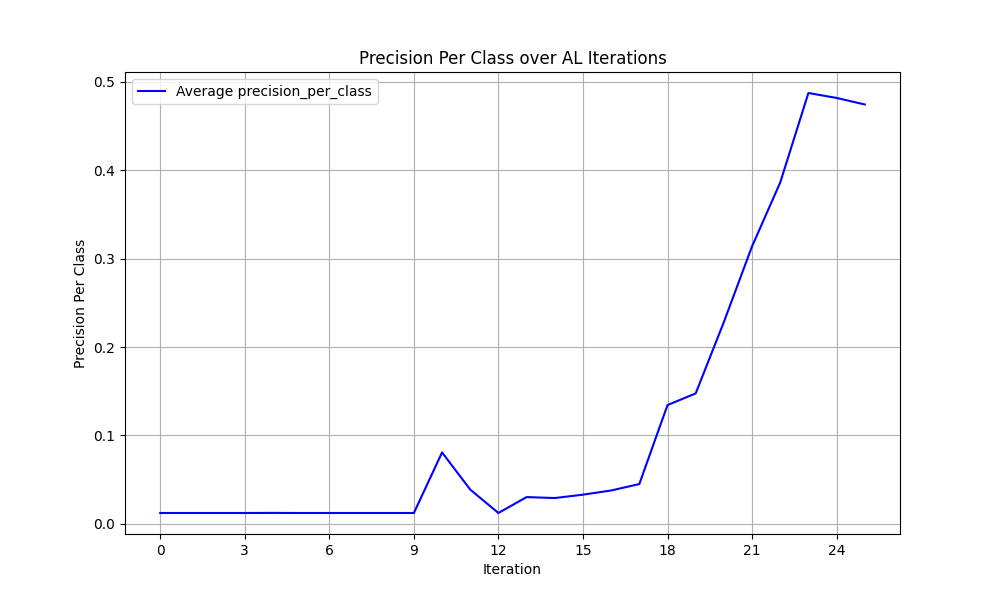 Precision Per Class over AL Iterations
Average precision_per_class
Precision Per Class
0.5
0.4
0.3
0.2
0.1
0.0
0 3 6 9 12 15 18 21 24
Iteration